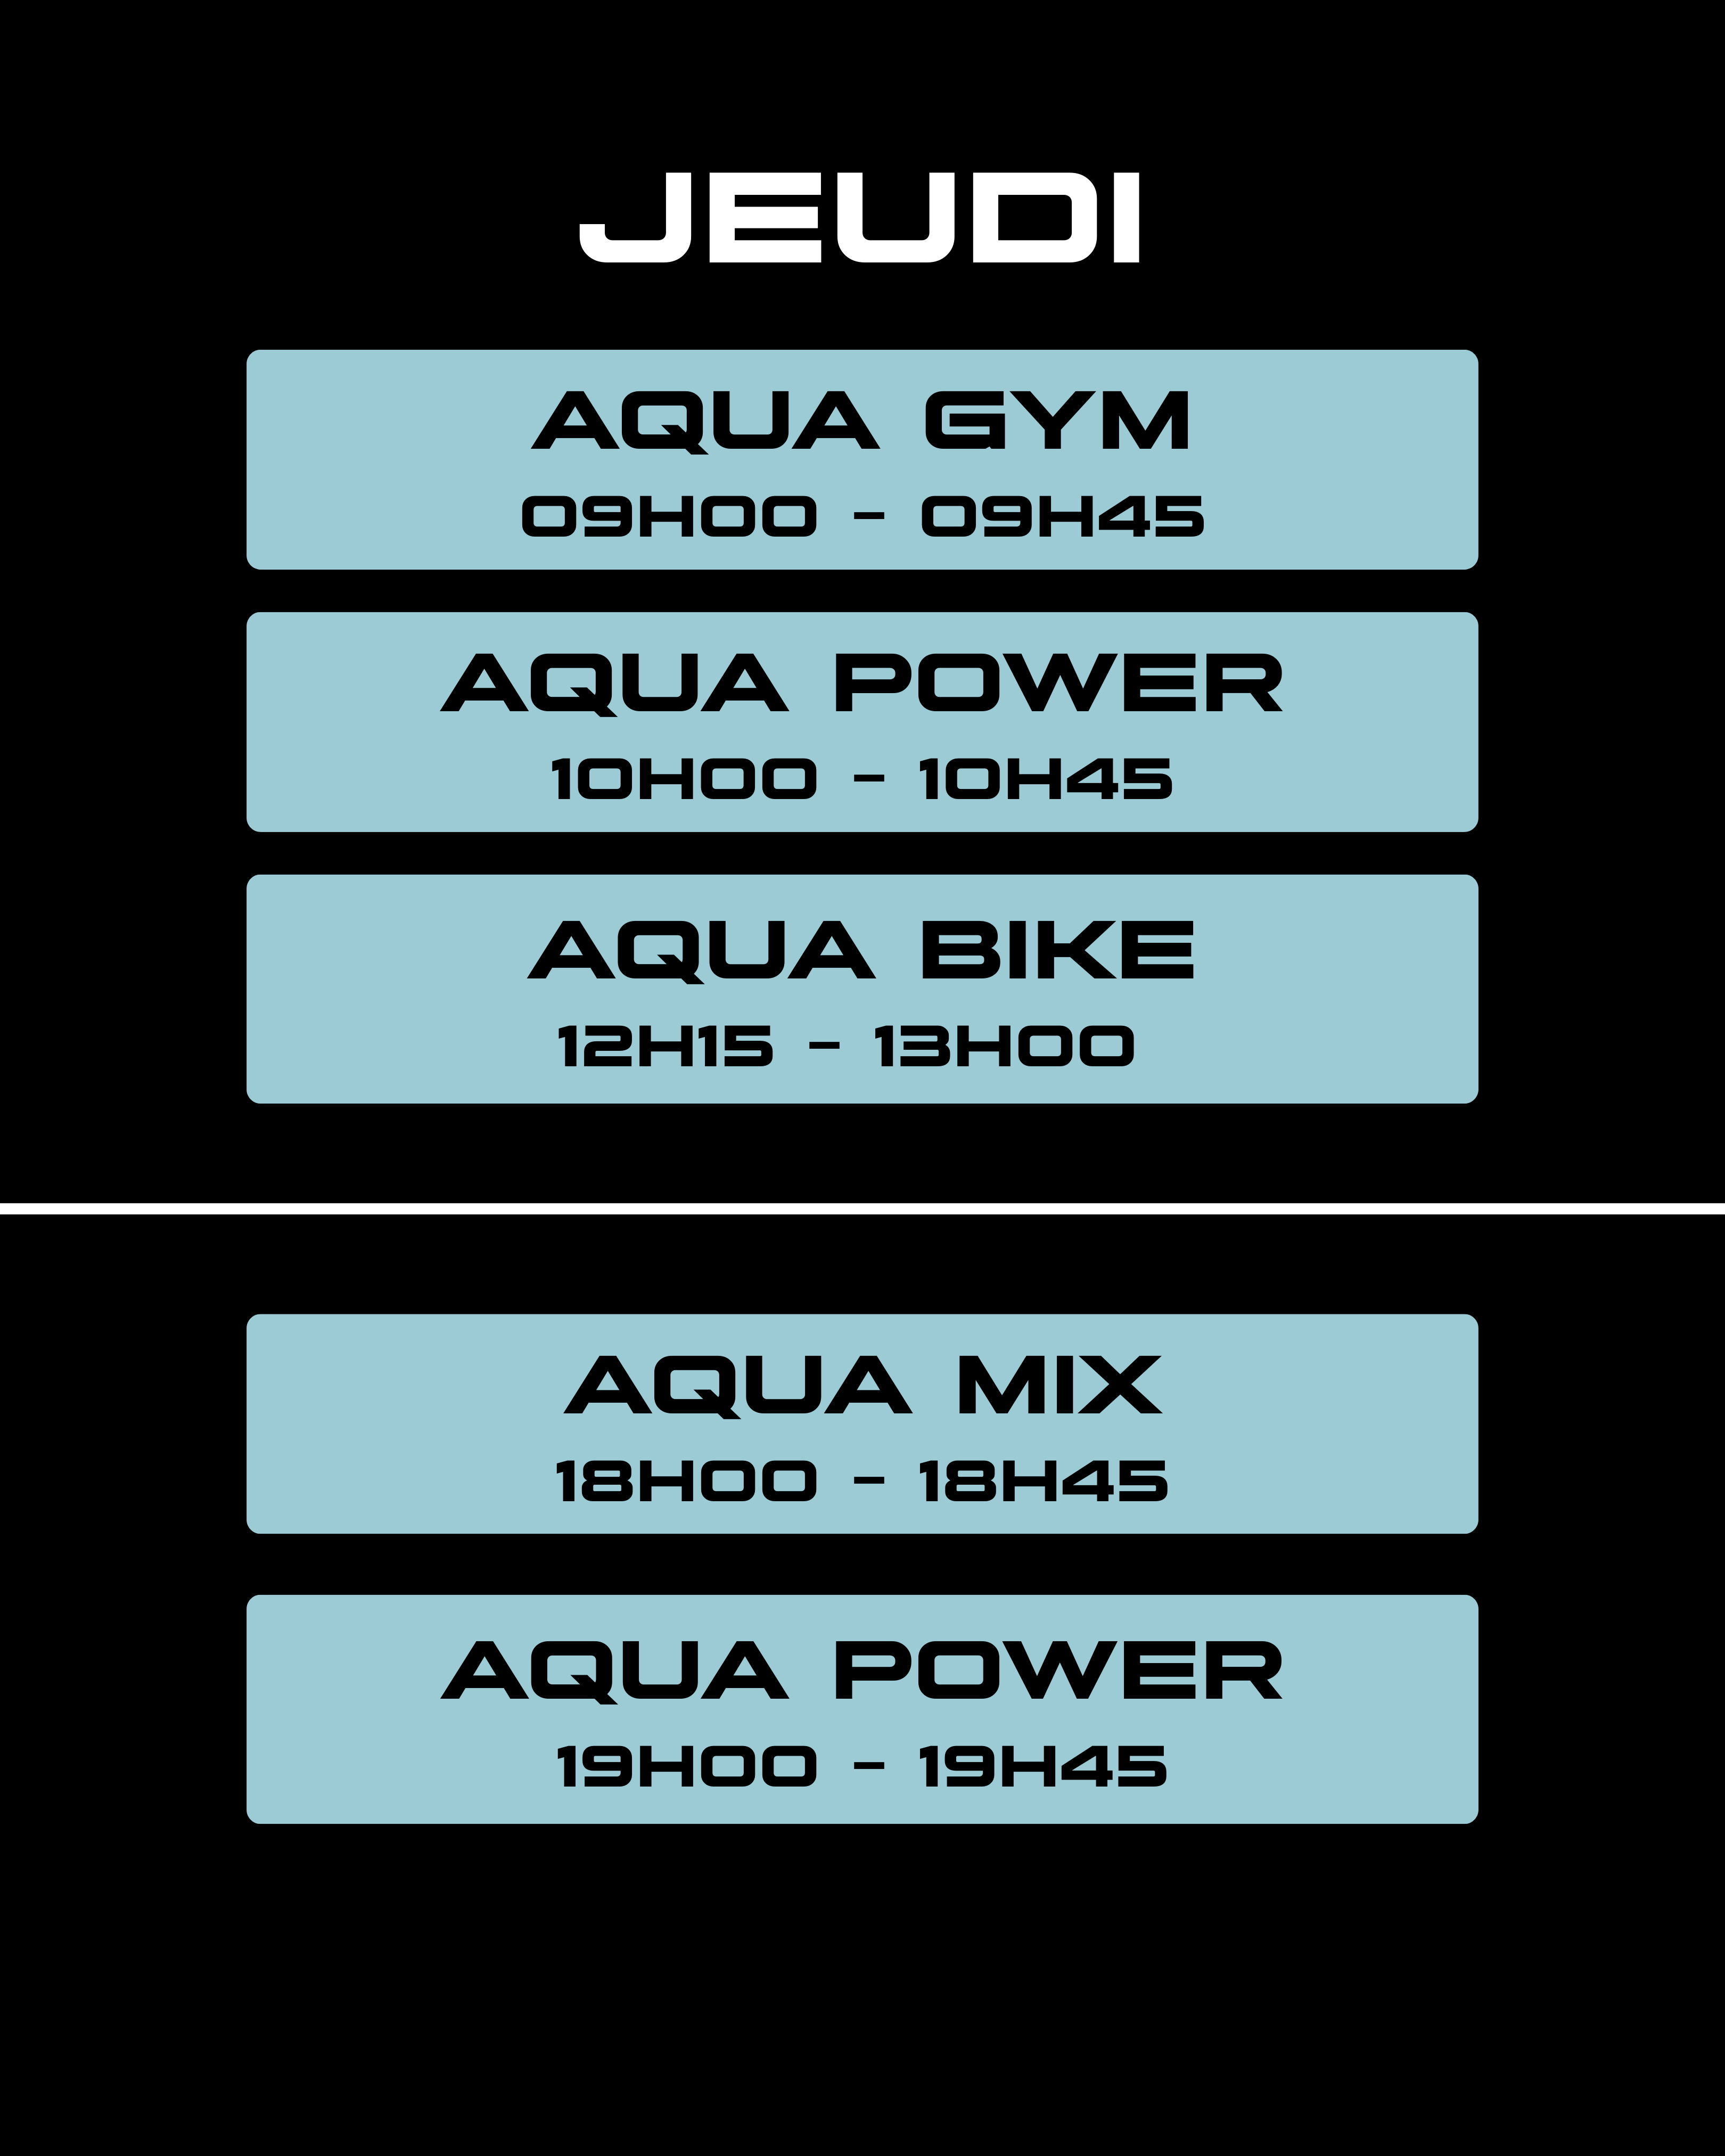 JEUDI
AQUA GYM
09H00 - 09H45
AQUA POWER
10H00 - 10H45
AQUA BIKE
12H15 - 13H00
AQUA MIX
18H00 - 18H45
AQUA POWER
19H00 - 19H45